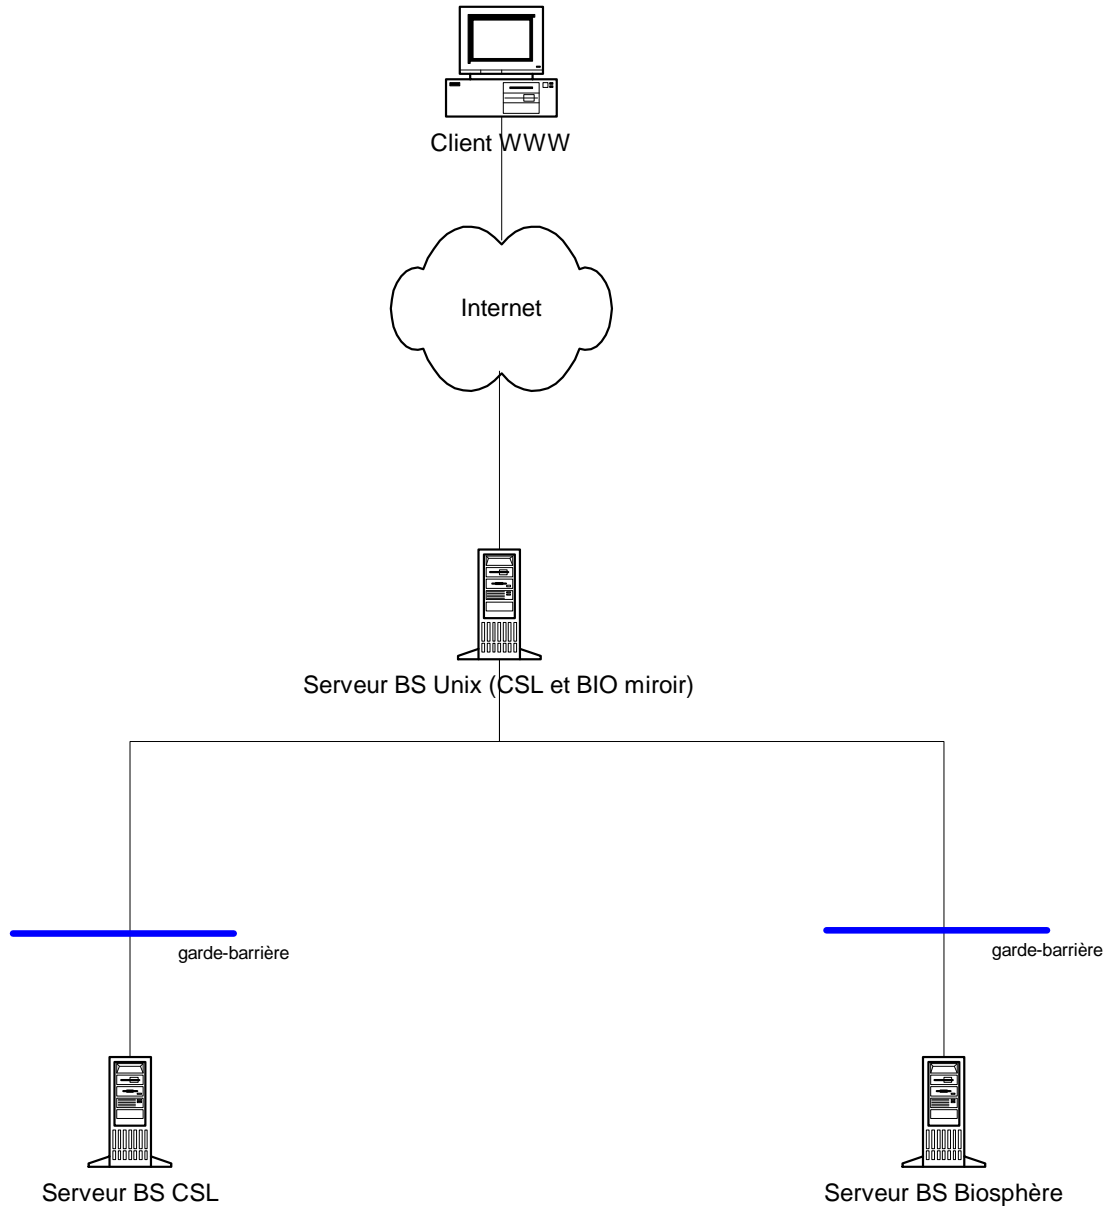 Client WWW
Internet
Serveur BS Unix (CSL et BIO miroir)
garde-barrière
garde-barrière
Serveur BS CSL
Serveur BS Biosphère